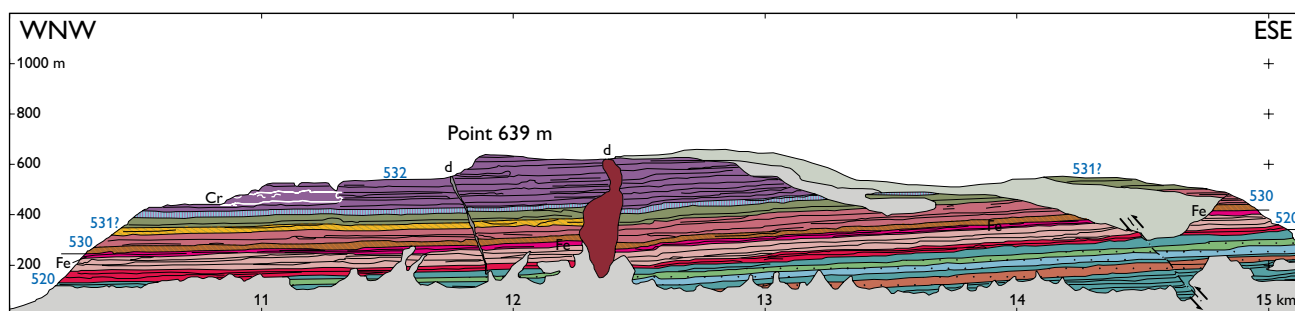 WNW ESE
1000 m
800
Point 639 m
600
d d
532 531?
Cr
400
531? 530
530 Fe 520
Fe Fe
Fe
200
520
11 12 13 14 15 km